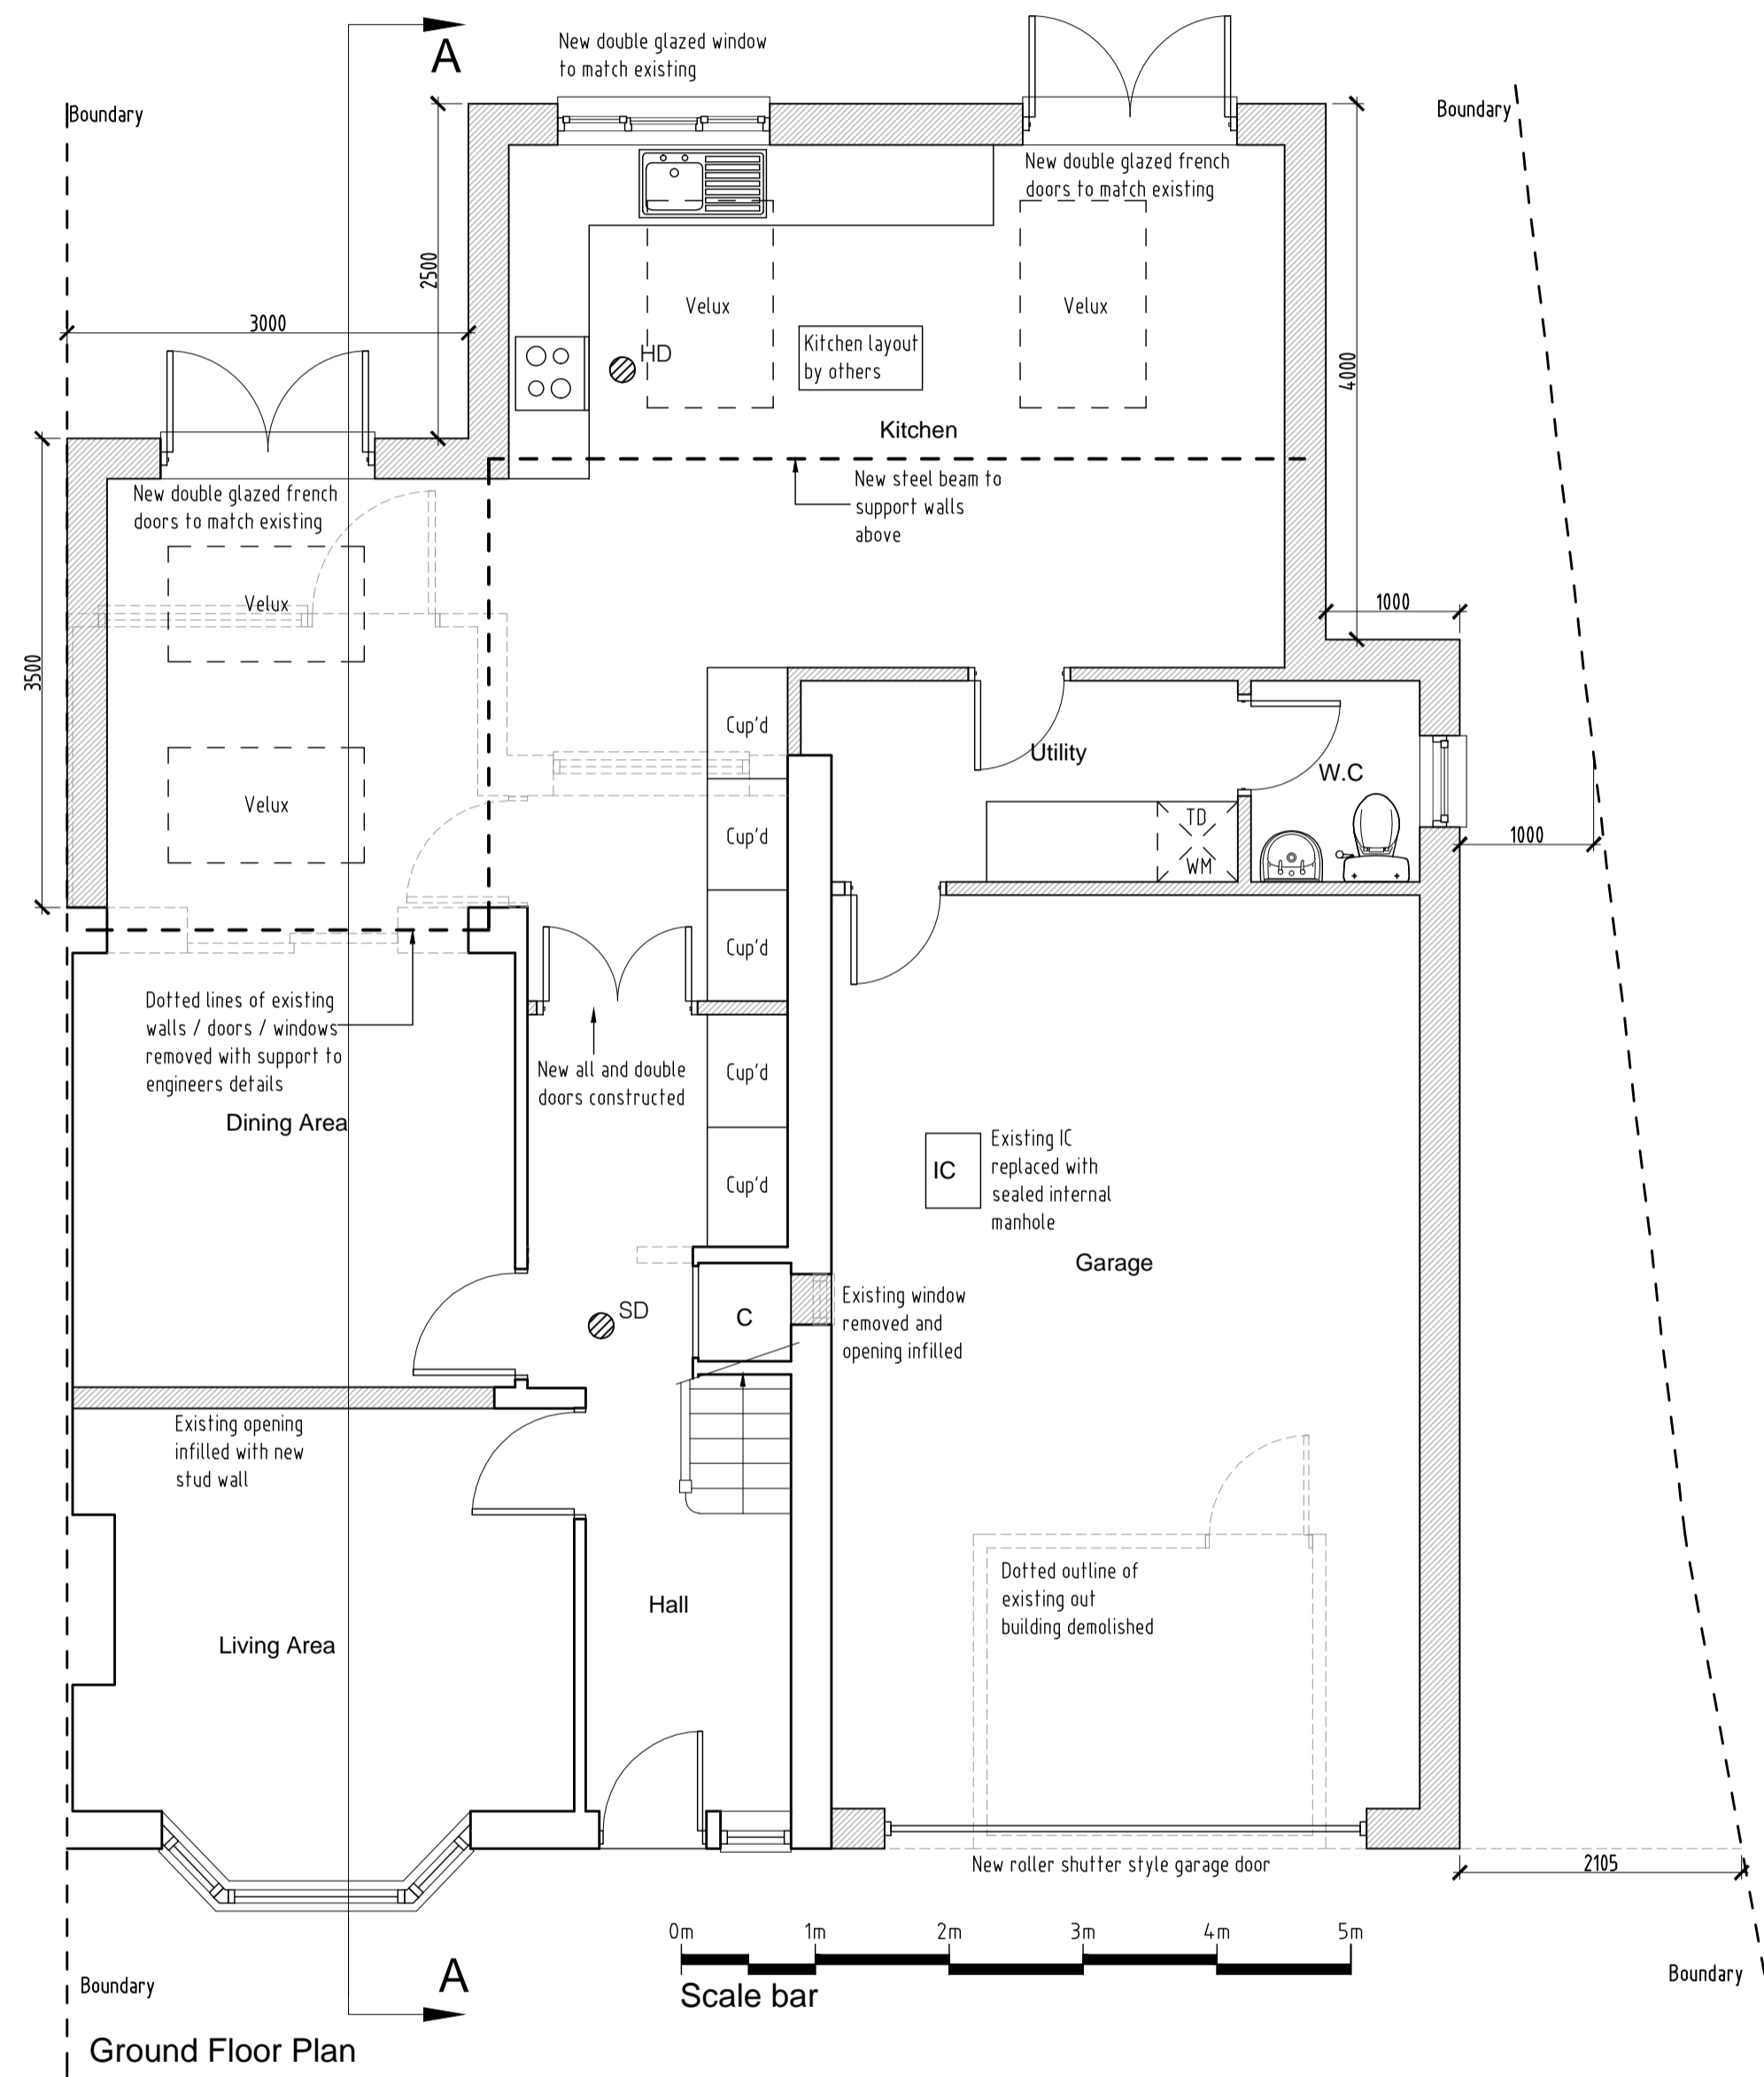 A
New double glazed window
to match existing
Boundary
Boundary
2500
New double glazed french
doors to match existing
3000
Velux
Velux
HD
Kitchen layout
by others
4000
Kitchen
New steel beam to
support walls
above
New double glazed french
doors to match existing
Velux
1000
3500
Cup'd
Utility
W.C
Velux
TD
WM
Cup'd
1000
Cup'd
Dotted lines of existing
walls / doors / windows
removed with support to
engineers details
New all and double
doors constructed
Cup'd
Dining Area
IC
Existing IC
replaced with
sealed internal
manhole
Cup'd
Garage
SD
C
Existing window
removed and
opening infilled
Existing opening
infilled with new
stud wall
Dotted outline of
existing out
building demolished
Hall
Living Area
New roller shutter style garage door
2105
0m 1m 2m 3m 4m 5m
Scale bar
A
Boundary
Boundary
Ground Floor Plan